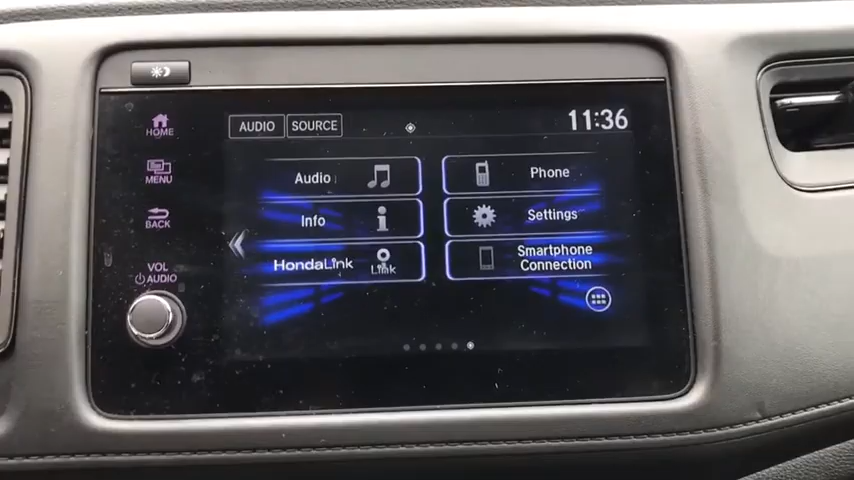 HOME
MENU
BACK
VOL
AUDIO
AUDIO SOURCE
11:36
Audio
Phone
Info
Settings
HondaLink
Link
Smartphone
Connection